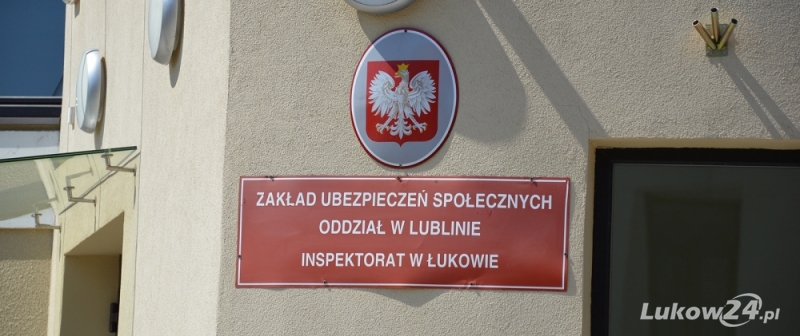 ZAKŁAD UBEZPIECZEŃ SPOŁECZNYCH
ODDZIAŁ W LUBLINIE
INSPEKTORAT W ŁUKOWIE
Lukow24.pl